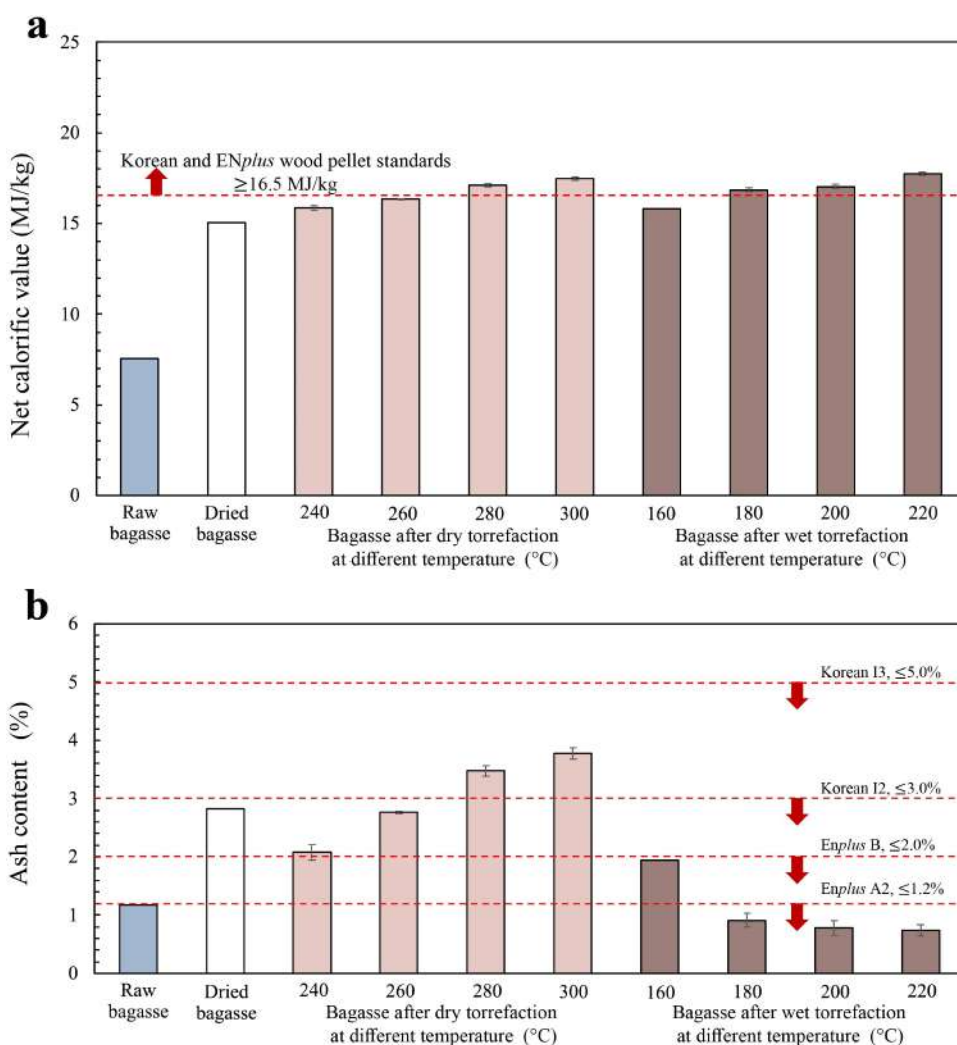 a
25
20
15
10
5
0
Net calorific value (MJ/kg)
Korean and ENplus wood pellet standards
≥16.5 MJ/kg
Raw
bagasse
Dried
bagasse
240 260 280 300 160 180 200 220
Bagasse after dry torrefaction
at different temperature (°C)
Bagasse after wet torrefaction
at different temperature (°C)
b
6
5
4
3
2
1
0
Ash content (%)
Korean I3, ≤5.0%
Korean I2, ≤3.0%
Enplus B, ≤2.0%
Enplus A2, ≤1.2%
Raw
bagasse
Dried
bagasse
240 260 280 300 160 180 200 220
Bagasse after dry torrefaction
at different temperature (°C)
Bagasse after wet torrefaction
at different temperature (°C)